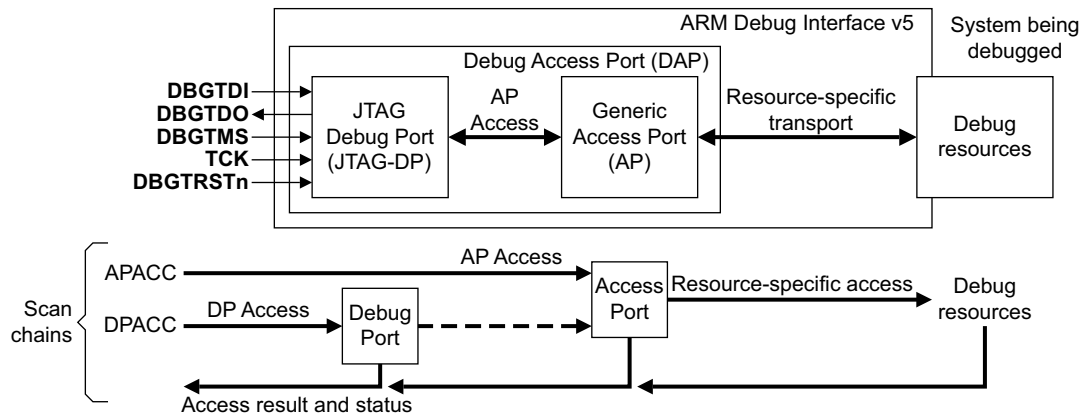 ARM Debug Interface v5
System being
debugged
Debug Access Port (DAP)
DBGTDI
DBGTDO
DBGTMS
TCK
DBGTRSTn
JTAG
Debug Port
(JTAG-DP)
AP
Access
Generic
Access Port
(AP)
Resource-specific
transport
Debug
resources
Scan
chains
APACC
AP Access
DPACC
DP Access
Debug
Port
Access
Port
Resource-specific access
Debug
resources
Access result and status